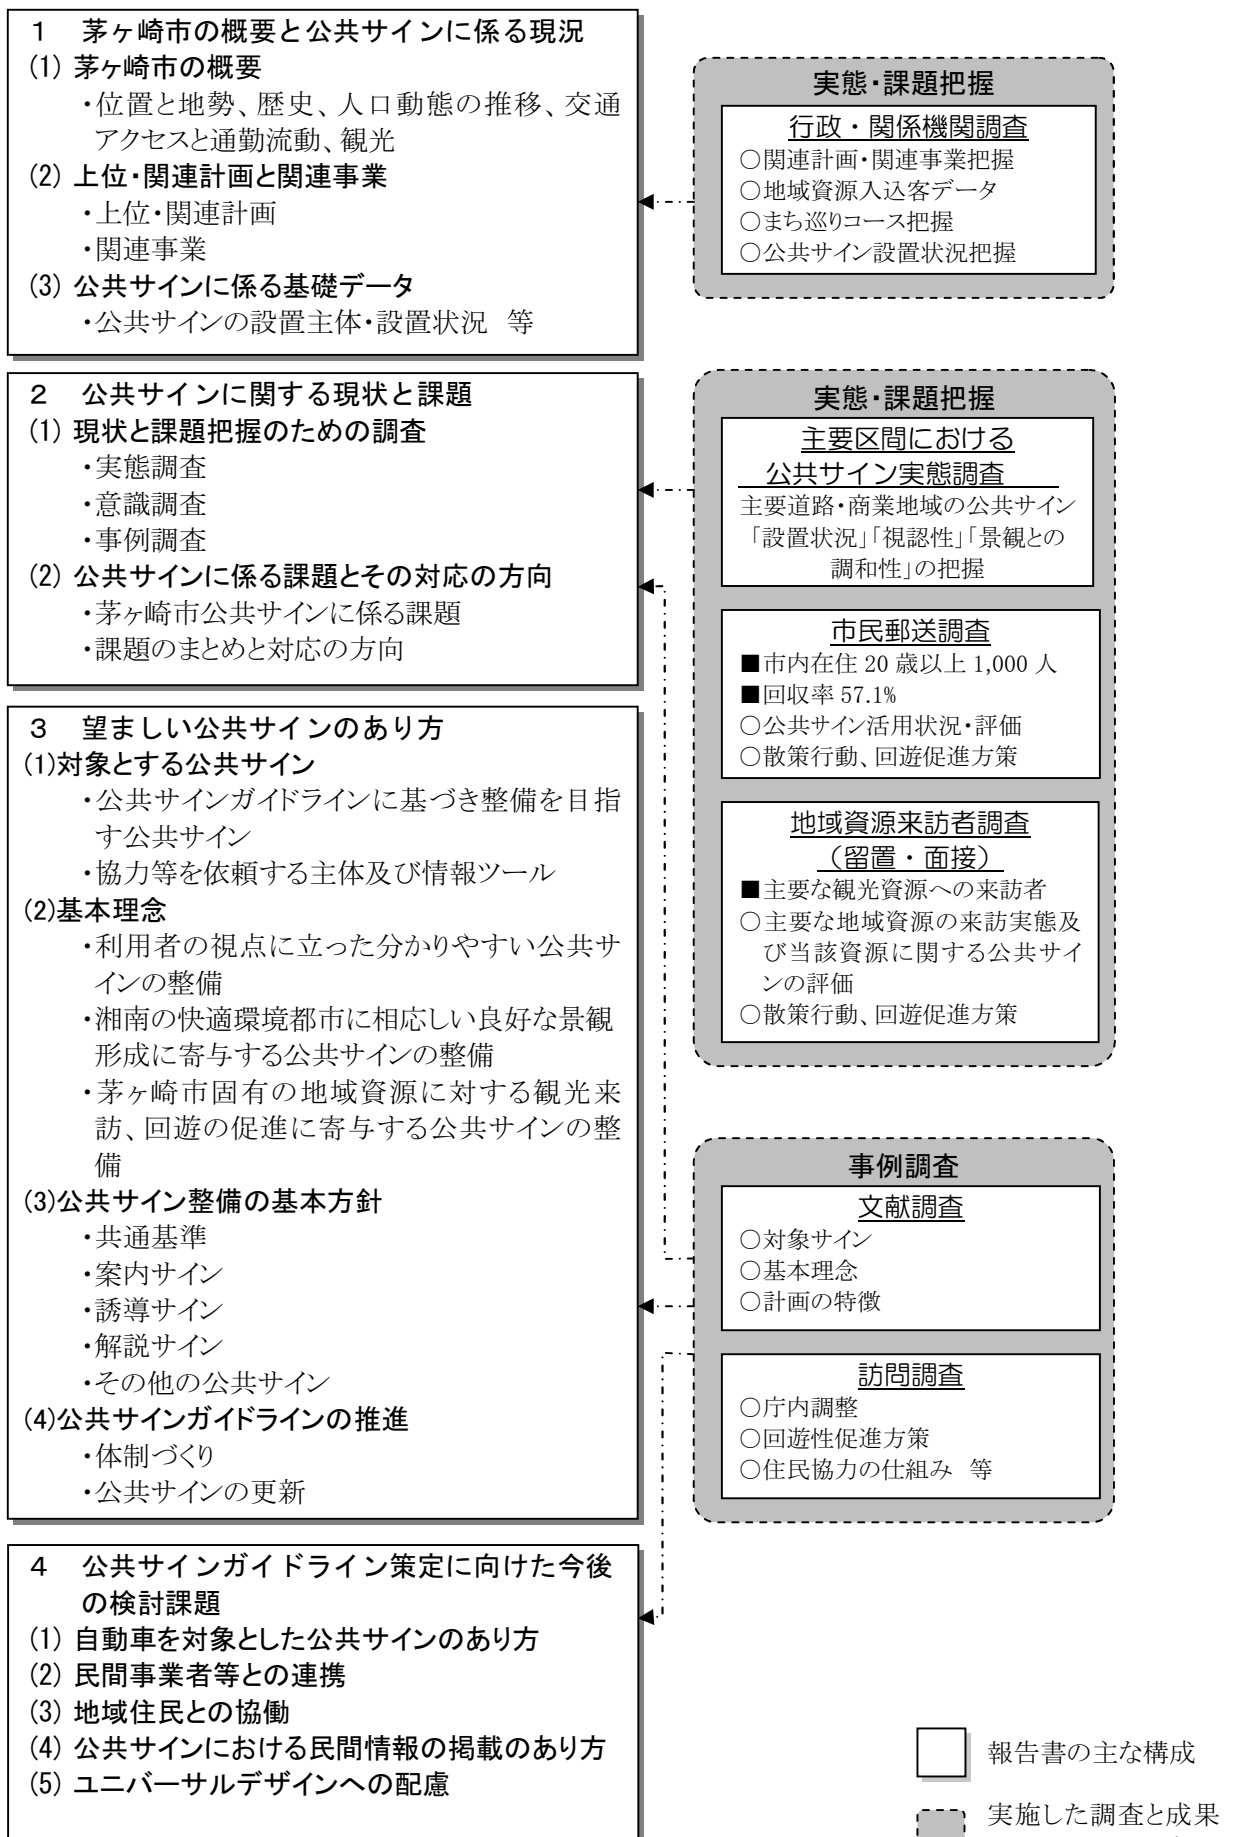 １　茅ヶ崎市の概要と公共サインに係る現況
(1) 茅ヶ崎市の概要
・位置と地勢、歴史、人口動態の推移、交通
アクセスと通勤流動、観光
(2) 上位・関連計画と関連事業
・上位・関連計画
・関連事業
(3) 公共サインに係る基礎データ
・公共サインの設置主体・設置状況　等
実態・課題把握
行政・関係機関調査
○関連計画・関連事業把握
○地域資源入込客データ
○まち巡りコース把握
○公共サイン設置状況把握
２　公共サインに関する現状と課題
(1) 現状と課題把握のための調査
・実態調査
・意識調査
・事例調査
(2) 公共サインに係る課題とその対応の方向
・茅ヶ崎市公共サインに係る課題
・課題のまとめと対応の方向
実態・課題把握
主要区間における
公共サイン実態調査
主要道路・商業地域の公共サイン
「設置状況」「視認性」「景観との
調和性」の把握
市民郵送調査
■市内在住 20 歳以上 1,000 人
■回収率 57.1%
○公共サイン活用状況・評価
○散策行動、回遊促進方策
地域資源来訪者調査
（留置・面接）
■主要な観光資源への来訪者
○主要な地域資源の来訪実態及
び当該資源に関する公共サイ
ンの評価
○散策行動、回遊促進方策
３　望ましい公共サインのあり方
(1)対象とする公共サイン
・公共サインガイドラインに基づき整備を目指
す公共サイン
・協力等を依頼する主体及び情報ツール
(2)基本理念
・利用者の視点に立った分かりやすい公共サ
インの整備
・湘南の快適環境都市に相応しい良好な景観
形成に寄与する公共サインの整備
・茅ヶ崎市固有の地域資源に対する観光来
訪、回遊の促進に寄与する公共サインの整
備
(3)公共サイン整備の基本方針
・共通基準
・案内サイン
・誘導サイン
・解説サイン
・その他の公共サイン
(4)公共サインガイドラインの推進
・体制づくり
・公共サインの更新
事例調査
文献調査
○対象サイン
○基本理念
○計画の特徴
訪問調査
○庁内調整
○回遊性促進方策
○住民協力の仕組み　等
４　公共サインガイドライン策定に向けた今後
の検討課題
(1) 自動車を対象とした公共サインのあり方
(2) 民間事業者等との連携
(3) 地域住民との協働
(4) 公共サインにおける民間情報の掲載のあり方
(5) ユニバーサルデザインへの配慮
報告書の主な構成
実施した調査と成果